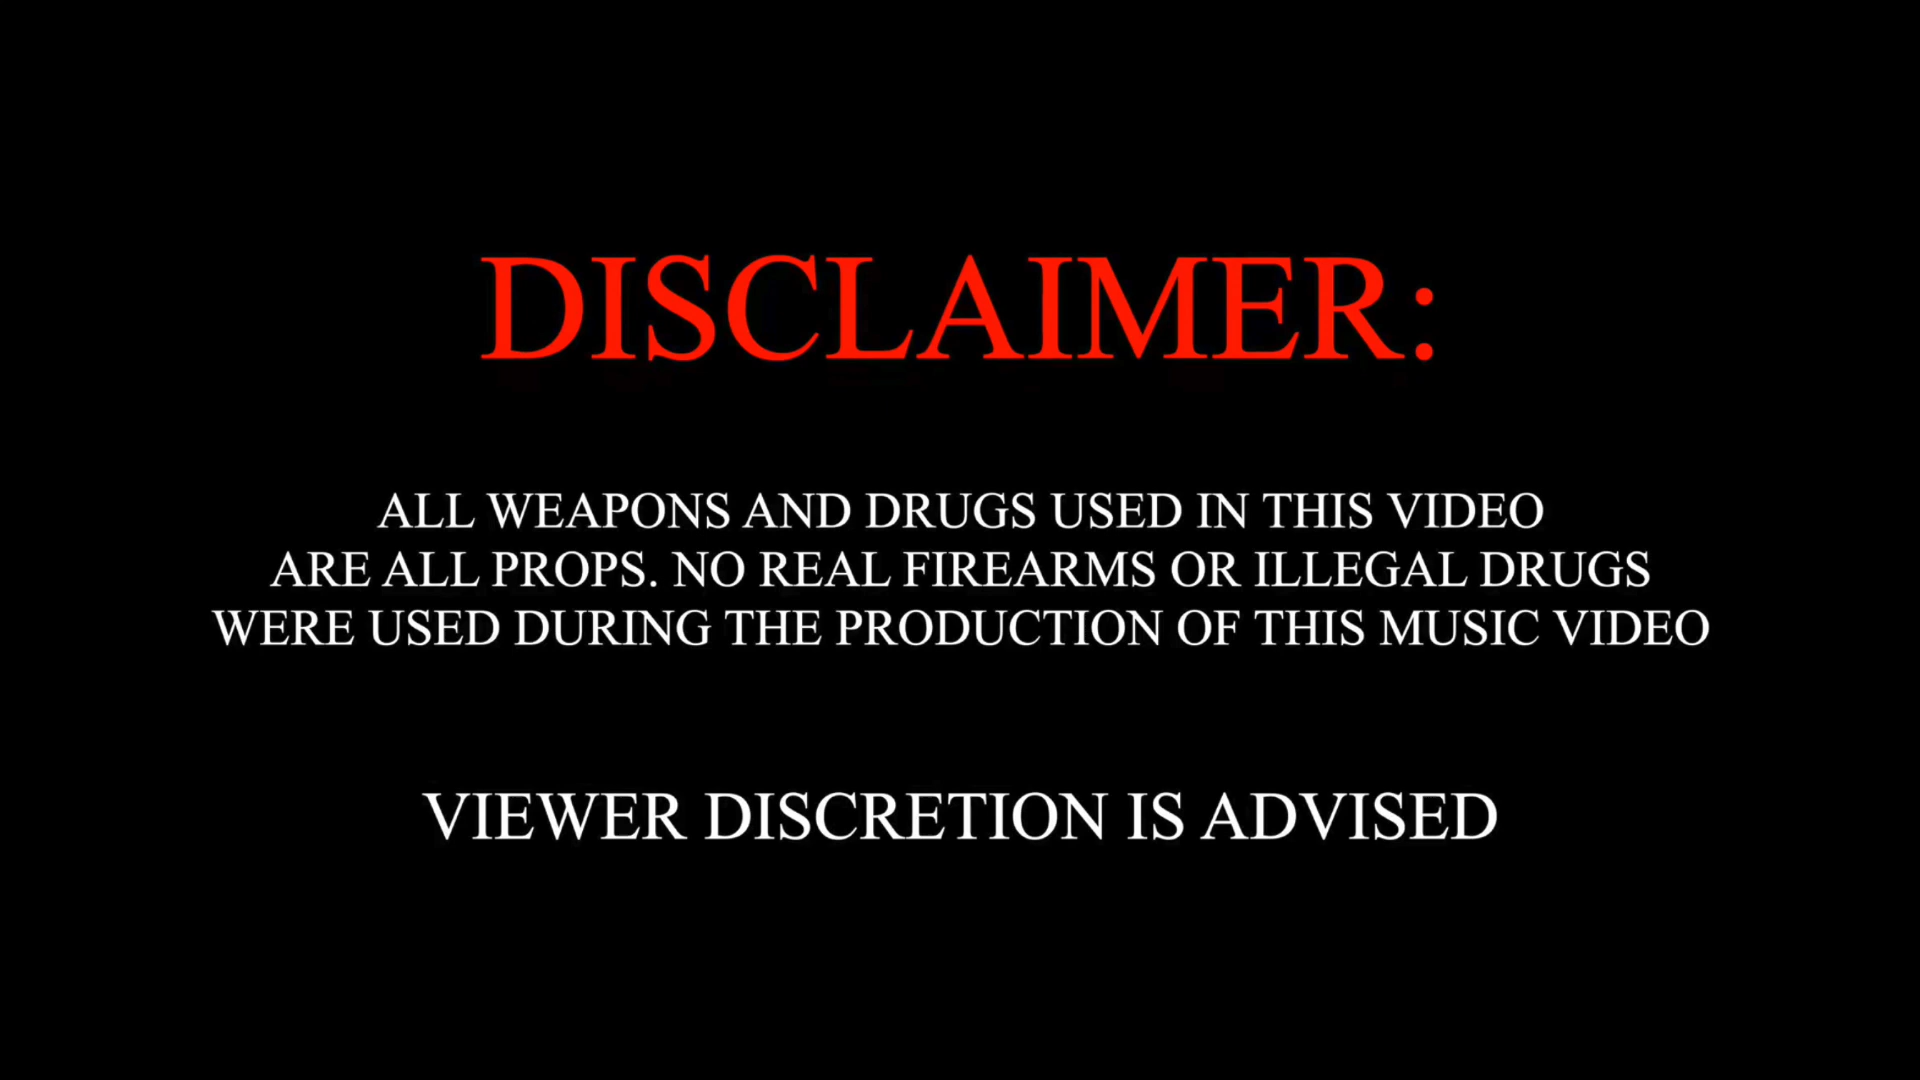 DISCLAIMER:
ALL WEAPONS AND DRUGS USED IN THIS VIDEO
ARE ALL PROPS. NO REAL FIREARMS OR ILLEGAL DRUGS
WERE USED DURING THE PRODUCTION OF THIS MUSIC VIDEO
VIEWER DISCRETION IS ADVISED